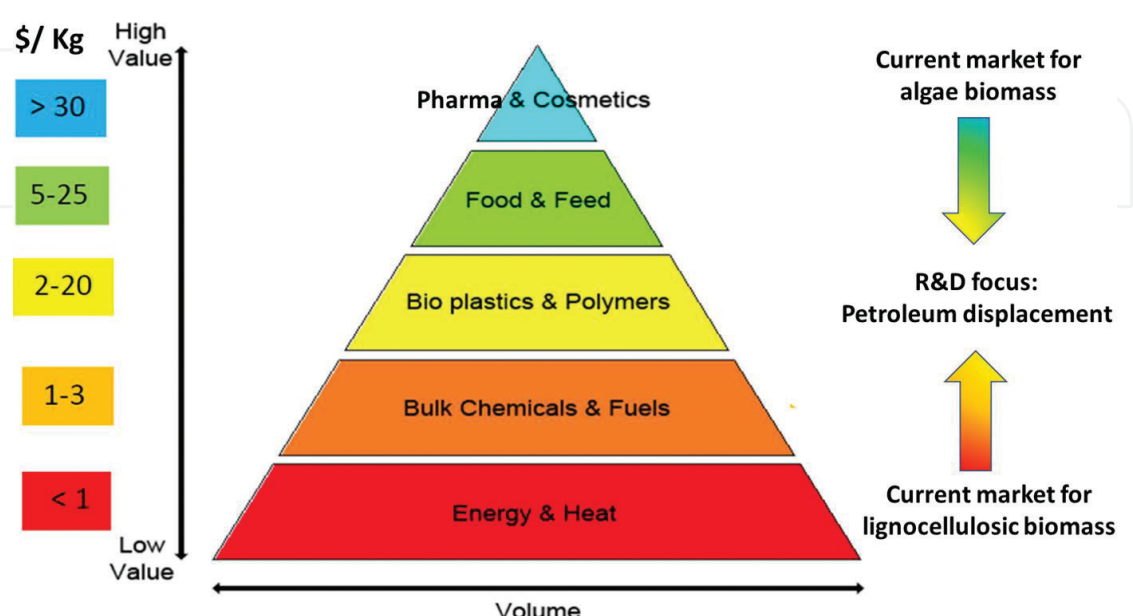 $/ Kg
High
Value
> 30
5-25
2-20
1-3
< 1
Low
Value
Pharma & Cosmetics
Food & Feed
Bio plastics & Polymers
Bulk Chemicals & Fuels
Energy & Heat
Volume
Current market for
algae biomass
R&D focus:
Petroleum displacement
Current market for
lignocellulosic biomass